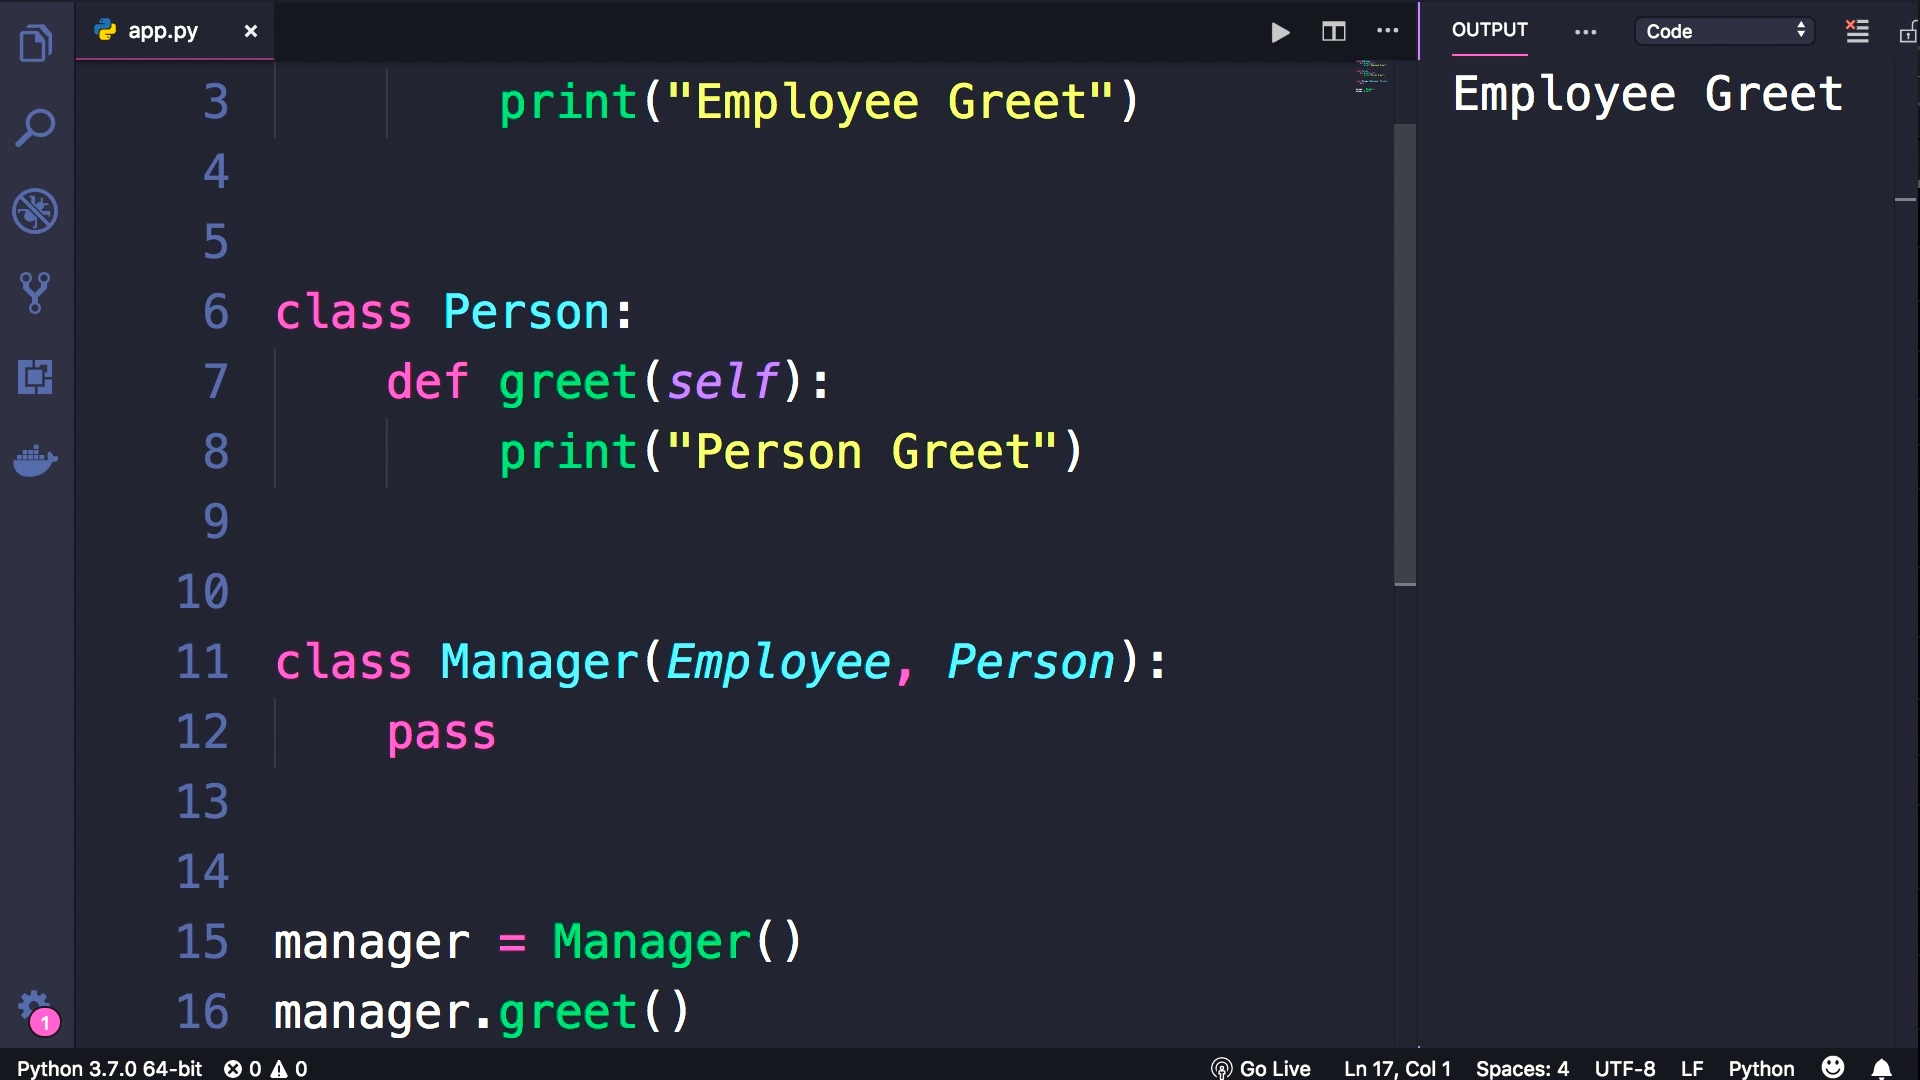 app.py
OUTPUT
Code
3 print("Employee Greet")
4
5
6 class Person:
7 def greet(self):
8 print("Person Greet")
9
10
11 class Manager(Employee, Person):
12 pass
13
14
15 manager = Manager()
16 manager.greet()
Employee Greet
1
Python 3.7.0 64-bit 0 0 Go Live Ln 17, Col 1 Spaces: 4 UTF-8 LF Python